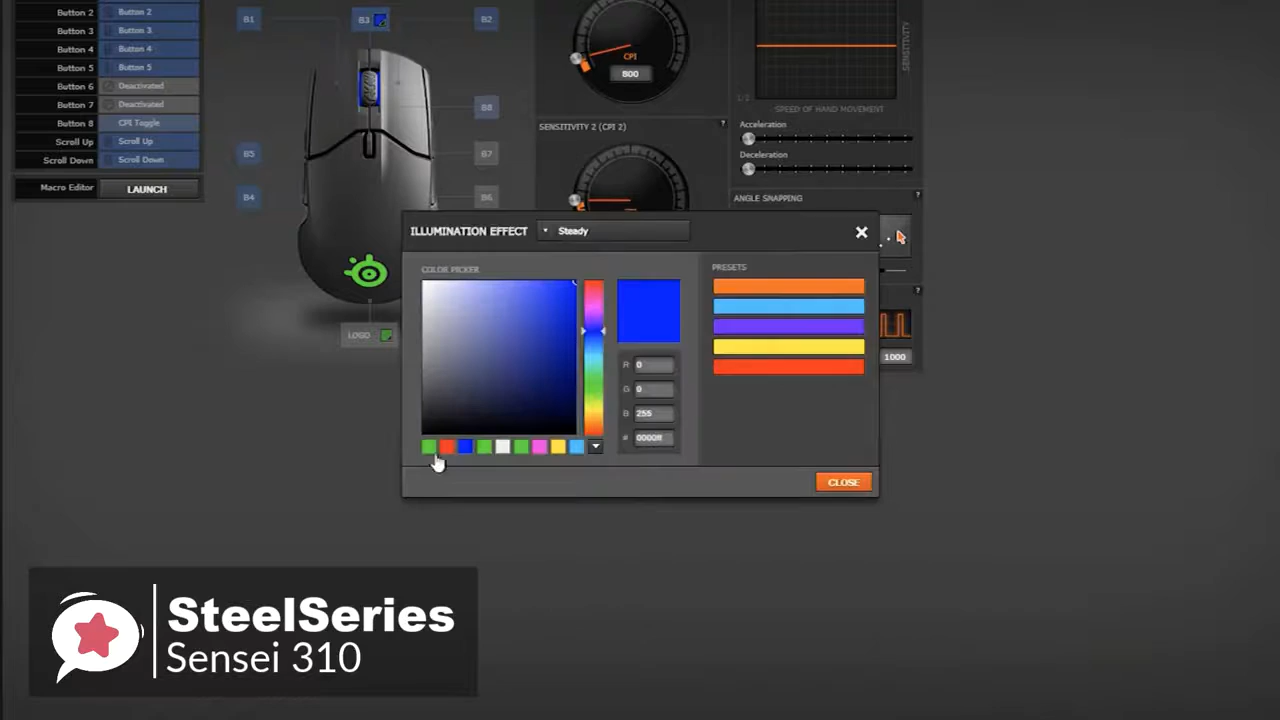 Button 2 Button 2
Button 3 Button 3
Button 4 Button 4
Button 5 Button 5
Button 6 Deactivated
Button 7 Deactivated
Button 8 CPI Toggle
Scroll Up Scroll Up
Scroll Down Scroll Down
Macro Editor LAUNCH
B1
B3
B2
B8
B5
B7
B4
B6
LOGO
CPI
800
SENSITIVITY 2 (CPI 2) ?
SENSITIVITY
1/2
SPEED OF HAND MOVEMENT
Acceleration
Deceleration
ANGLE SNAPPING ?
?
1000
ILLUMINATION EFFECT Steady
COLOR PICKER
R 0
G 0
B 255
# 0000ff
PRESETS
CLOSE
SteelSeries
Sensei 310